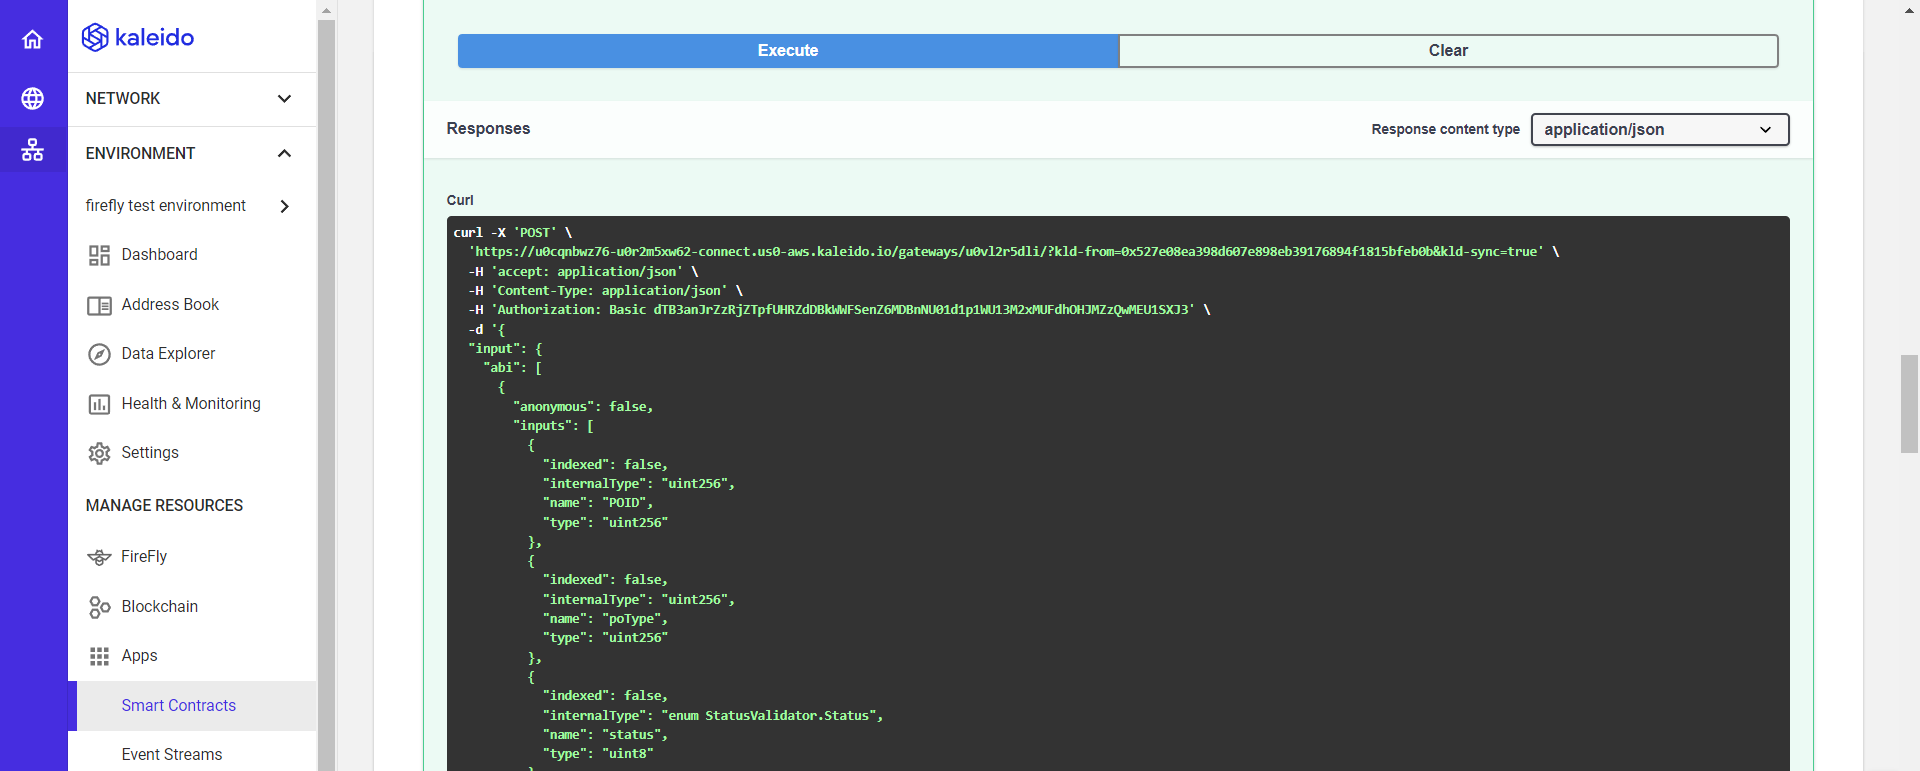 kaleido
NETWORK
ENVIRONMENT
firefly test environment
Dashboard
Address Book
Data Explorer
Health & Monitoring
Settings
MANAGE RESOURCES
FireFly
Blockchain
Apps
Smart Contracts
Event Streams
Execute
Clear
Responses
Response content type
application/json
Curl
curl -X 'POST' \
'https://u0cqnbwz76-u0r2m5xw62-connect.us0-aws.kaleido.io/gateways/u0vl2r5dli/?kld-from=0x527e08ea398d607e898eb39176894f1815bfeb0b&kld-sync=true' \
-H 'accept: application/json' \
-H 'Content-Type: application/json' \
-H 'Authorization: Basic dTB3anJrZzRjZTpfUHRZdDBkWWFSenZ6MDBnNU01d1p1WU13M2xMUFdhOHJMZzQwMEU1SXJ3' \
-d '{
"input": {
"abi": [
{
"anonymous": false,
"inputs": [
{
"indexed": false,
"internalType": "uint256",
"name": "POID",
"type": "uint256"
},
{
"indexed": false,
"internalType": "uint256",
"name": "poType",
"type": "uint256"
},
{
"indexed": false,
"internalType": "enum StatusValidator.Status",
"name": "status",
"type": "uint8"